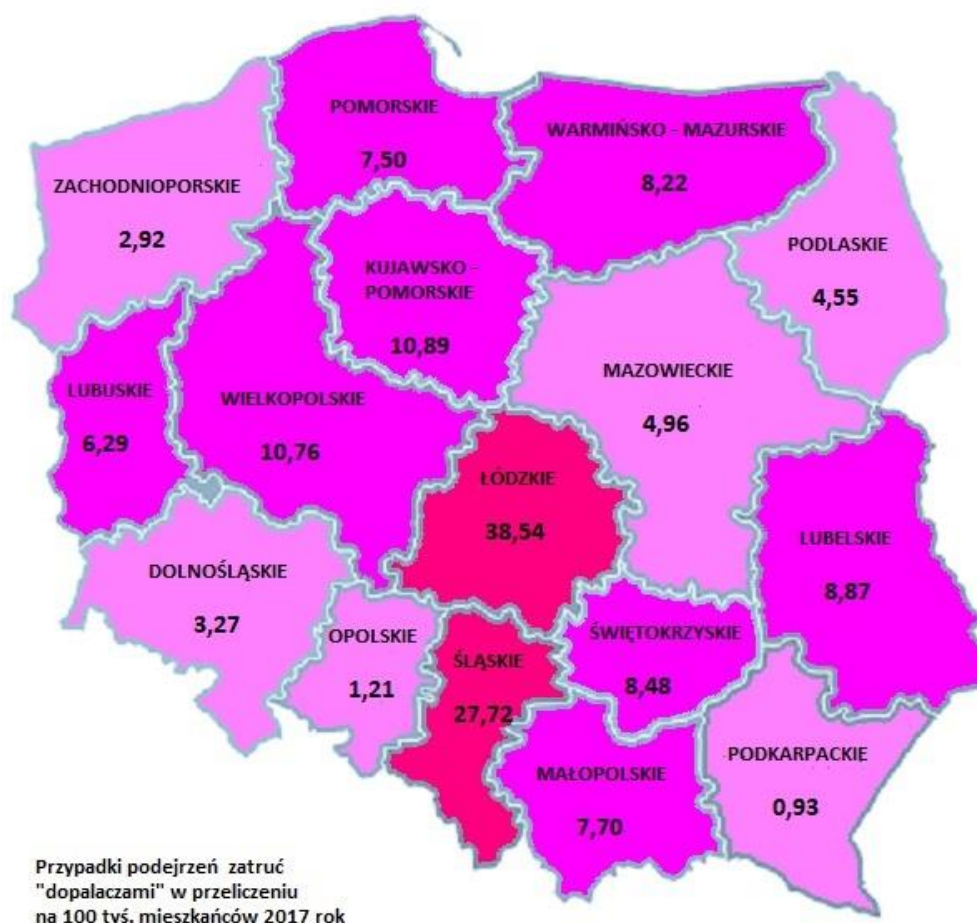 POMORSKIE
7,50
WARMIŃSKO - MAZURSKIE
8,22
ZACHODNIOPORSKIE
2,92
PODLASKIE
4,55
KUJAWSKO -
POMORSKIE
10,89
MAZOWIECKIE
4,96
LUBUSKIE
6,29
WIELKOPOLSKIE
10,76
ŁÓDZKIE
38,54
LUBELSKIE
8,87
DOLNOŚLĄSKIE
3,27
OPOLSKIE
1,21
ŚLĄSKIE
27,72
ŚWIĘTOKRZYSKIE
8,48
MAŁOPOLSKIE
7,70
PODKARPACKIE
0,93
Przypadki podejrzeń zatruć
"dopalaczami" w przeliczeniu
na 100 tyś. mieszkańców 2017 rok